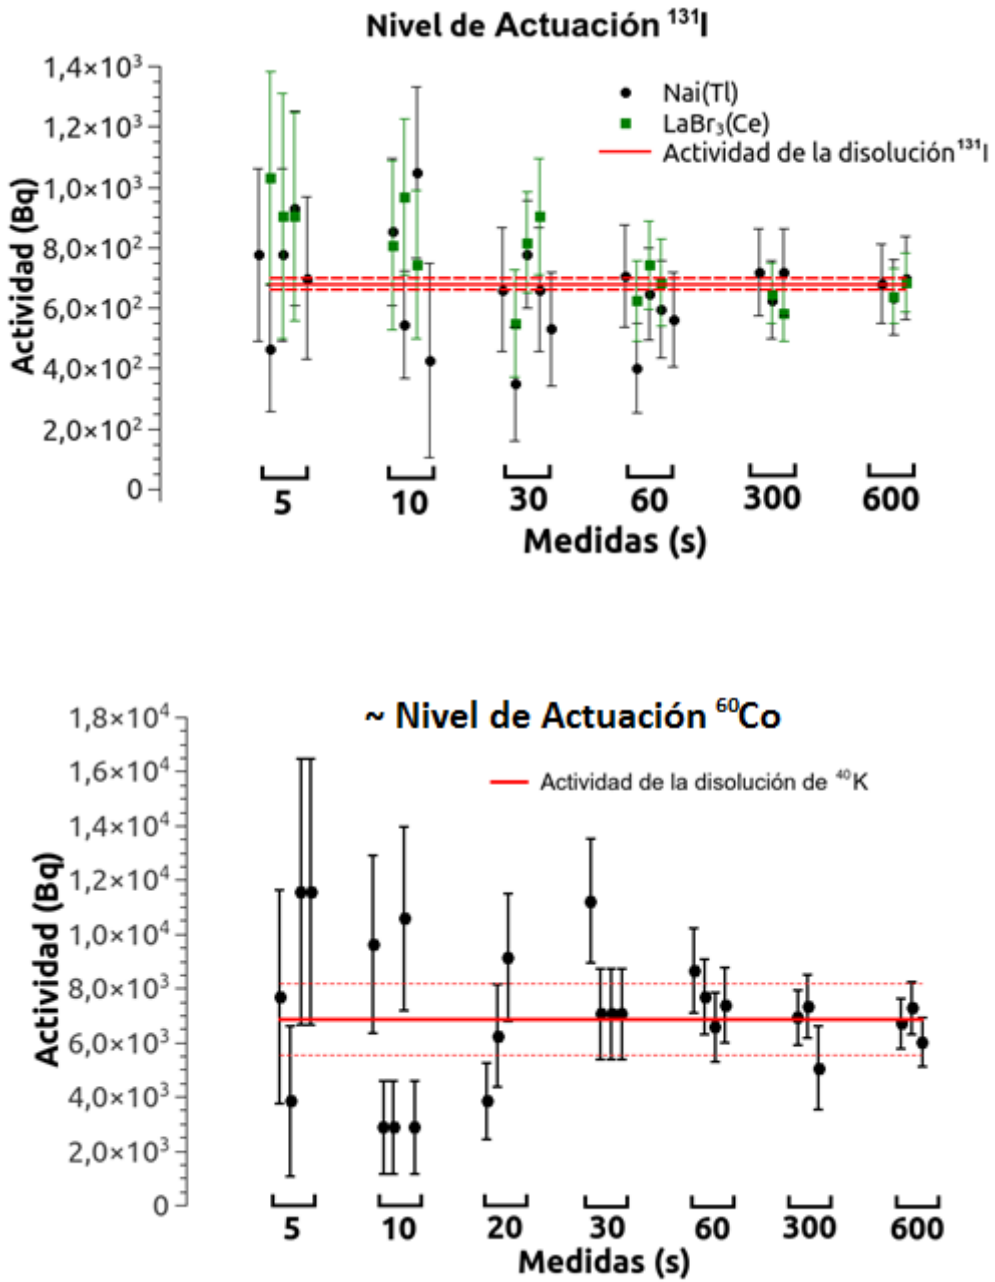 Nivel de Actuación ¹³¹I
1,4×10³
1,2×10³
1,0×10³
8,0×10²
6,0×10²
4,0×10²
2,0×10²
0
Actividad (Bq)
Nai(Tl)
LaBr₃(Ce)
Actividad de la disolución ¹³¹I
5 10 30 60 300 600
Medidas (s)
~ Nivel de Actuación ⁶⁰Co
1,8×10⁴
1,6×10⁴
1,4×10⁴
1,2×10⁴
1,0×10⁴
8,0×10³
6,0×10³
4,0×10³
2,0×10³
0
Actividad (Bq)
Actividad de la disolución de ⁴⁰K
5 10 20 30 60 300 600
Medidas (s)